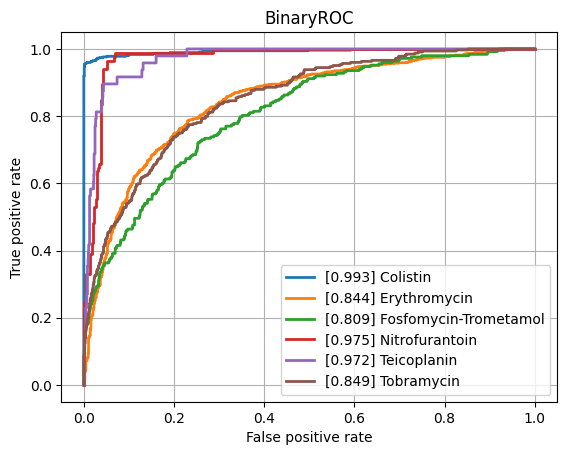 BinaryROC
True positive rate
1.0
0.8
0.6
0.4
0.2
0.0
[0.993] Colistin
[0.844] Erythromycin
[0.809] Fosfomycin-Trometamol
[0.975] Nitrofurantoin
[0.972] Teicoplanin
[0.849] Tobramycin
0.0 0.2 0.4 0.6 0.8 1.0
False positive rate